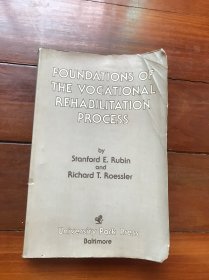 FOUNDATIONS OF
THE VOCATIONAL
REHABILITATION
PROCESS
by
Stanford E. Rubin
and
Richard T. Roessler
University Park Press
Baltimore